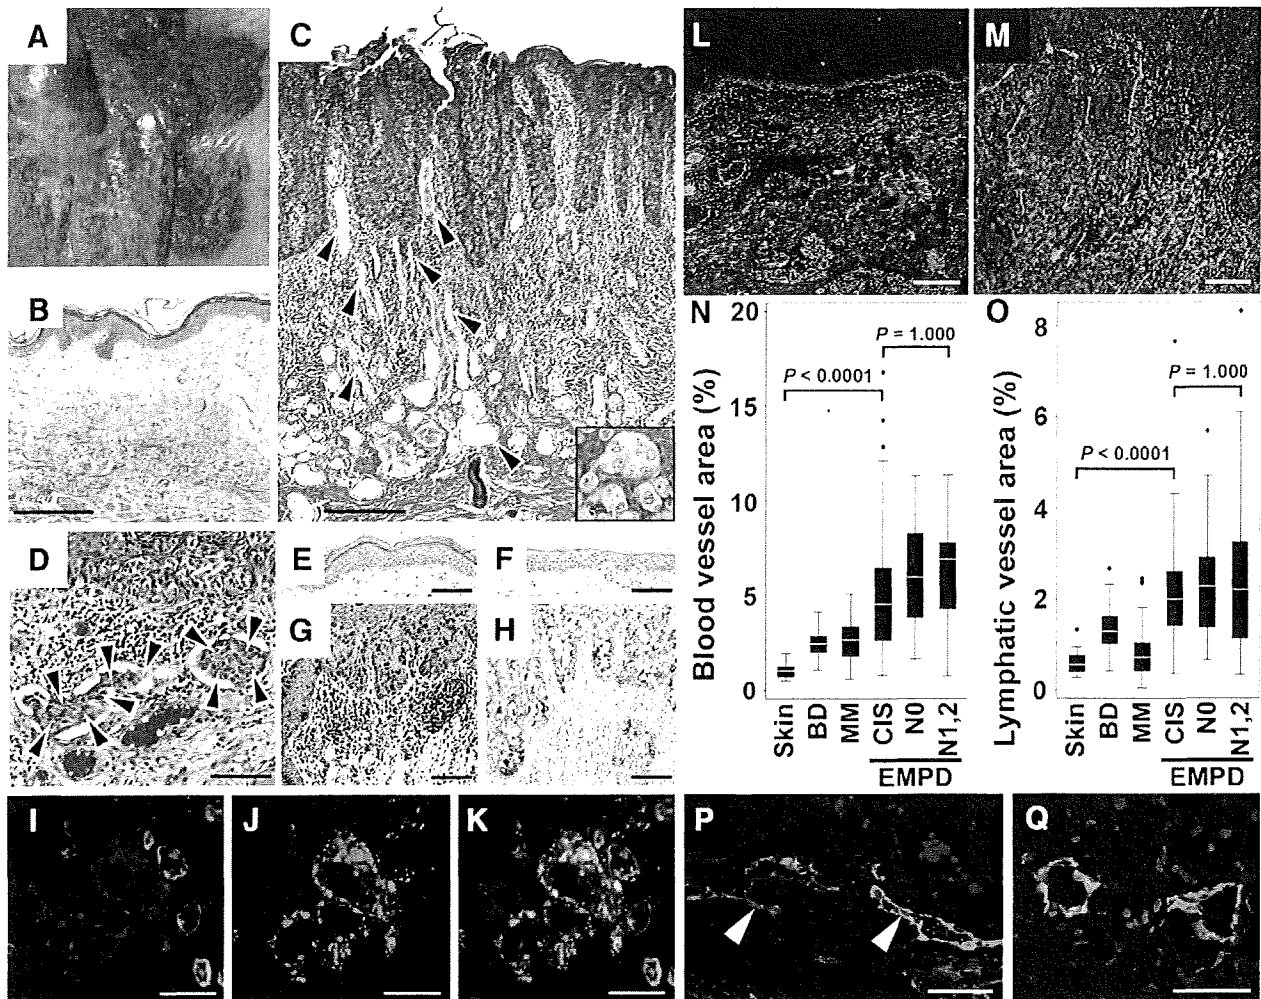 A
C
L
M
B
N
O
20
15
10
5
0
Blood vessel area (%)
P < 0.0001
P = 1.000
Skin
BD
MM
CIS
N0
N1,2
EMPD
8
6
4
2
0
Lymphatic vessel area (%)
P < 0.0001
P = 1.000
Skin
BD
MM
CIS
N0
N1,2
EMPD
D
E
F
G
H
I
J
K
P
Q